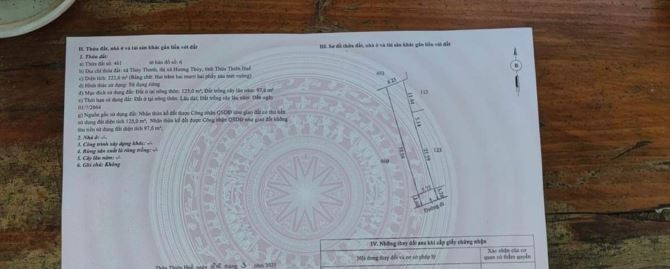 II. Thửa đất, nhà ở và tài sản khác gắn liền với đất
1. Thửa đất:
a) Thửa đất số: 461    tờ bản đồ số: 6
b) Địa chỉ thửa đất: xã Thủy Thanh, thị xã Hương Thủy, tỉnh Thừa Thiên Huế
c) Diện tích: 222,6 m² (Bằng chữ: Hai trăm hai mươi hai phẩy sáu mét vuông)
d) Hình thức sử dụng: Sử dụng riêng
đ) Mục đích sử dụng đất: Đất ở tại nông thôn: 125,0 m²; Đất trồng cây lâu năm: 97,6 m²
e) Thời hạn sử dụng đất: Đất ở tại nông thôn: Lâu dài; Đất trồng cây lâu năm: Đến ngày
01/7/2064
g) Nguồn gốc sử dụng đất: Nhận thừa kế đất được Công nhận QSDĐ như giao đất có thu tiền
sử dụng đất diện tích 125,0 m²; Nhận thừa kế đất được Công nhận QSDĐ như giao đất không
thu tiền sử dụng đất diện tích 97,6 m²;
2. Nhà ở: -/-
3. Công trình xây dựng khác: -/-
4. Rừng sản xuất là rừng trồng: -/-
5. Cây lâu năm: -/-
6. Ghi chú: Không
Thừa Thiên Huế, ngày tháng 3 năm
III. Sơ đồ thửa đất, nhà ở và tài sản khác gắn liền với đất
B
6.25
113
5.14
123
460
Đường đi
IV. Những thay đổi sau khi cấp giấy chứng nhận
Nội dung thay đổi và cơ sở pháp lý
Xác nhận của cơ
quan có thẩm quyền